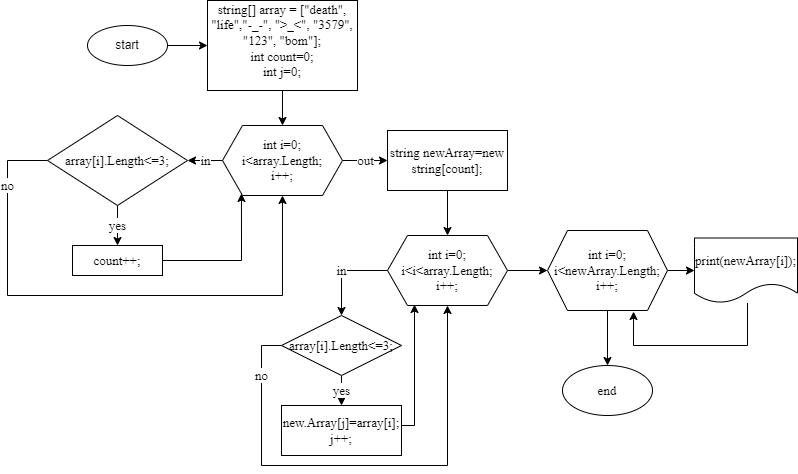 start
string[] array = ["death",
"life","-_-", ">_<", "3579",
"123", "bom"];
int count=0;
int j=0;
array[i].Length<=3;
in
int i=0;
i<array.Length;
i++;
out
string newArray=new
string[count];
no
yes
count++;
int i=0;
i<i<array.Length;
i++;
int i=0;
i<newArray.Length;
i++;
print(newArray[i]);
in
array[i].Length<=3;
no
yes
new.Array[j]=array[i];
j++;
end